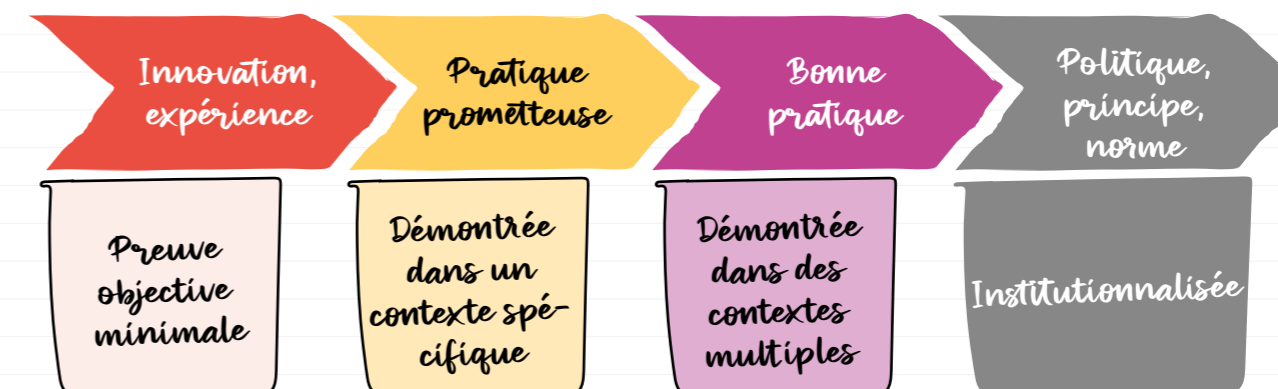 Innovation,
expérience
Pratique
prometteuse
Bonne
pratique
Politique,
principe,
norme
Preuve
objective
minimale
Démontrée
dans un
contexte spé-
cifique
Démontrée
dans des
contextes
multiples
Institutionnalisée